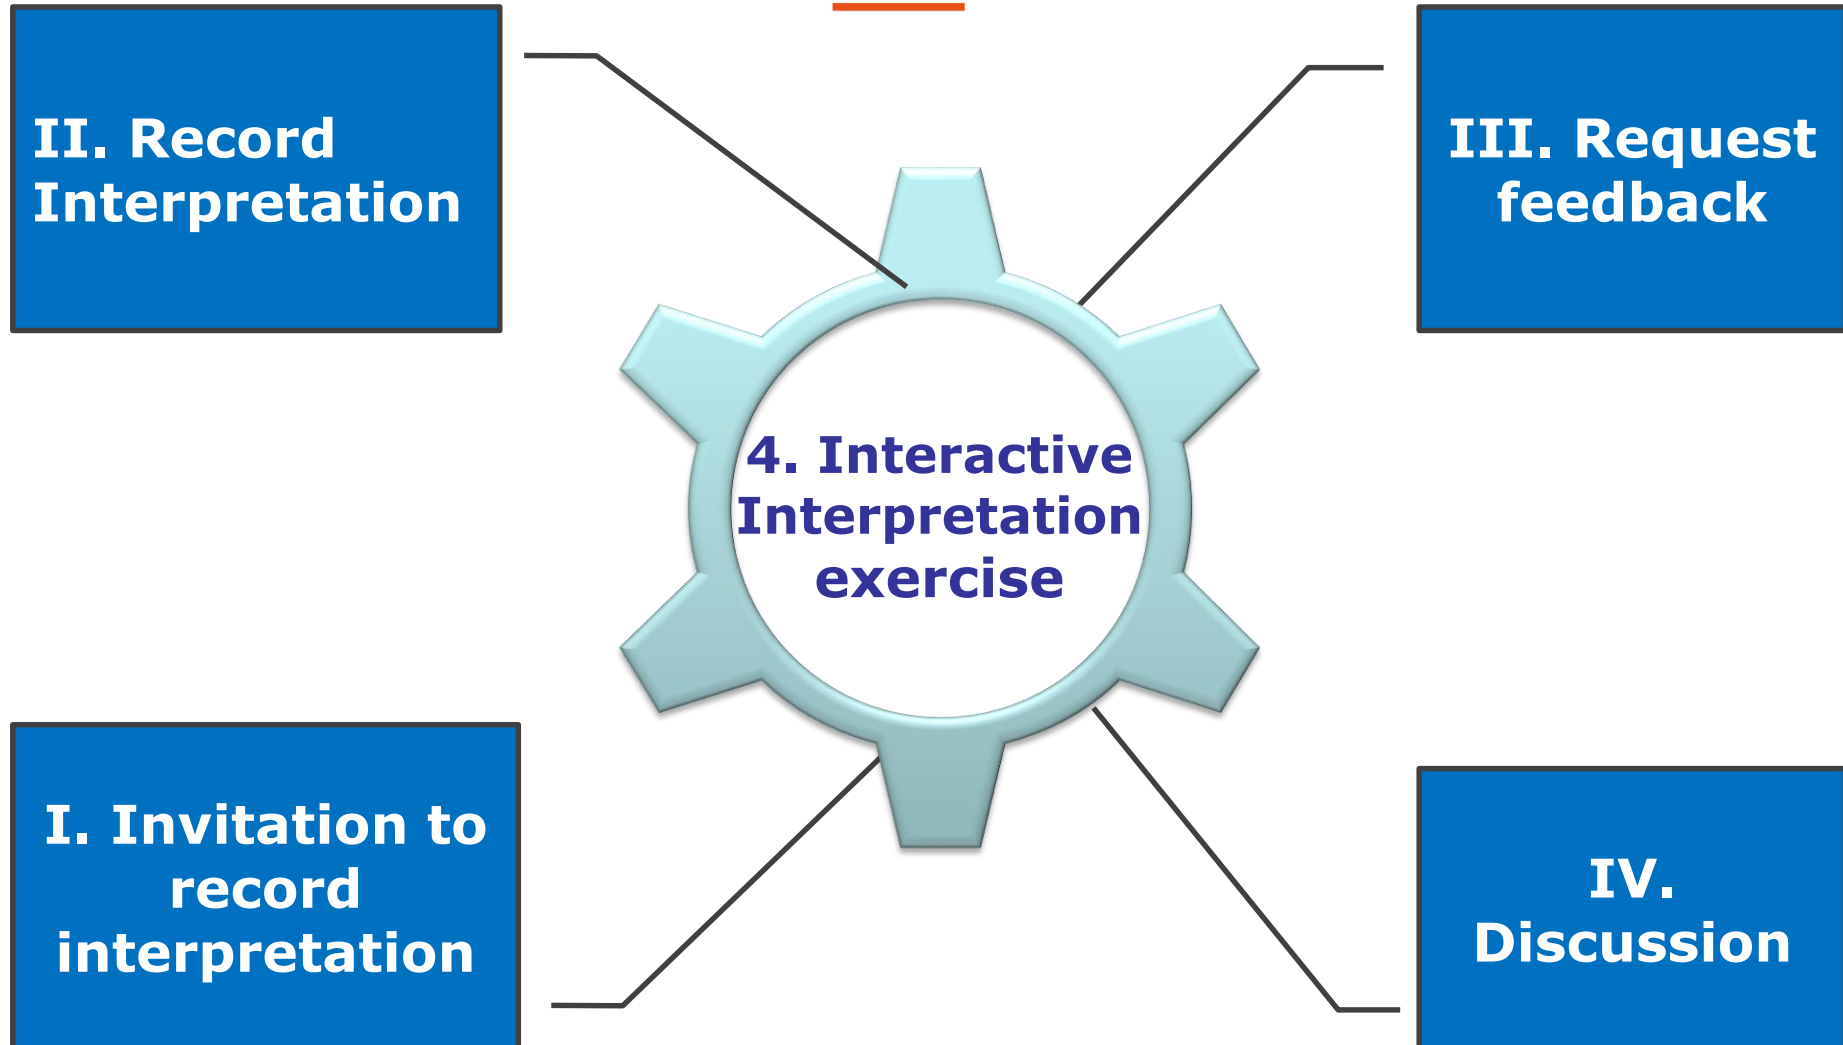 II. Record
Interpretation
III. Request
feedback
4. Interactive
Interpretation
exercise
I. Invitation to
record
interpretation
IV.
Discussion